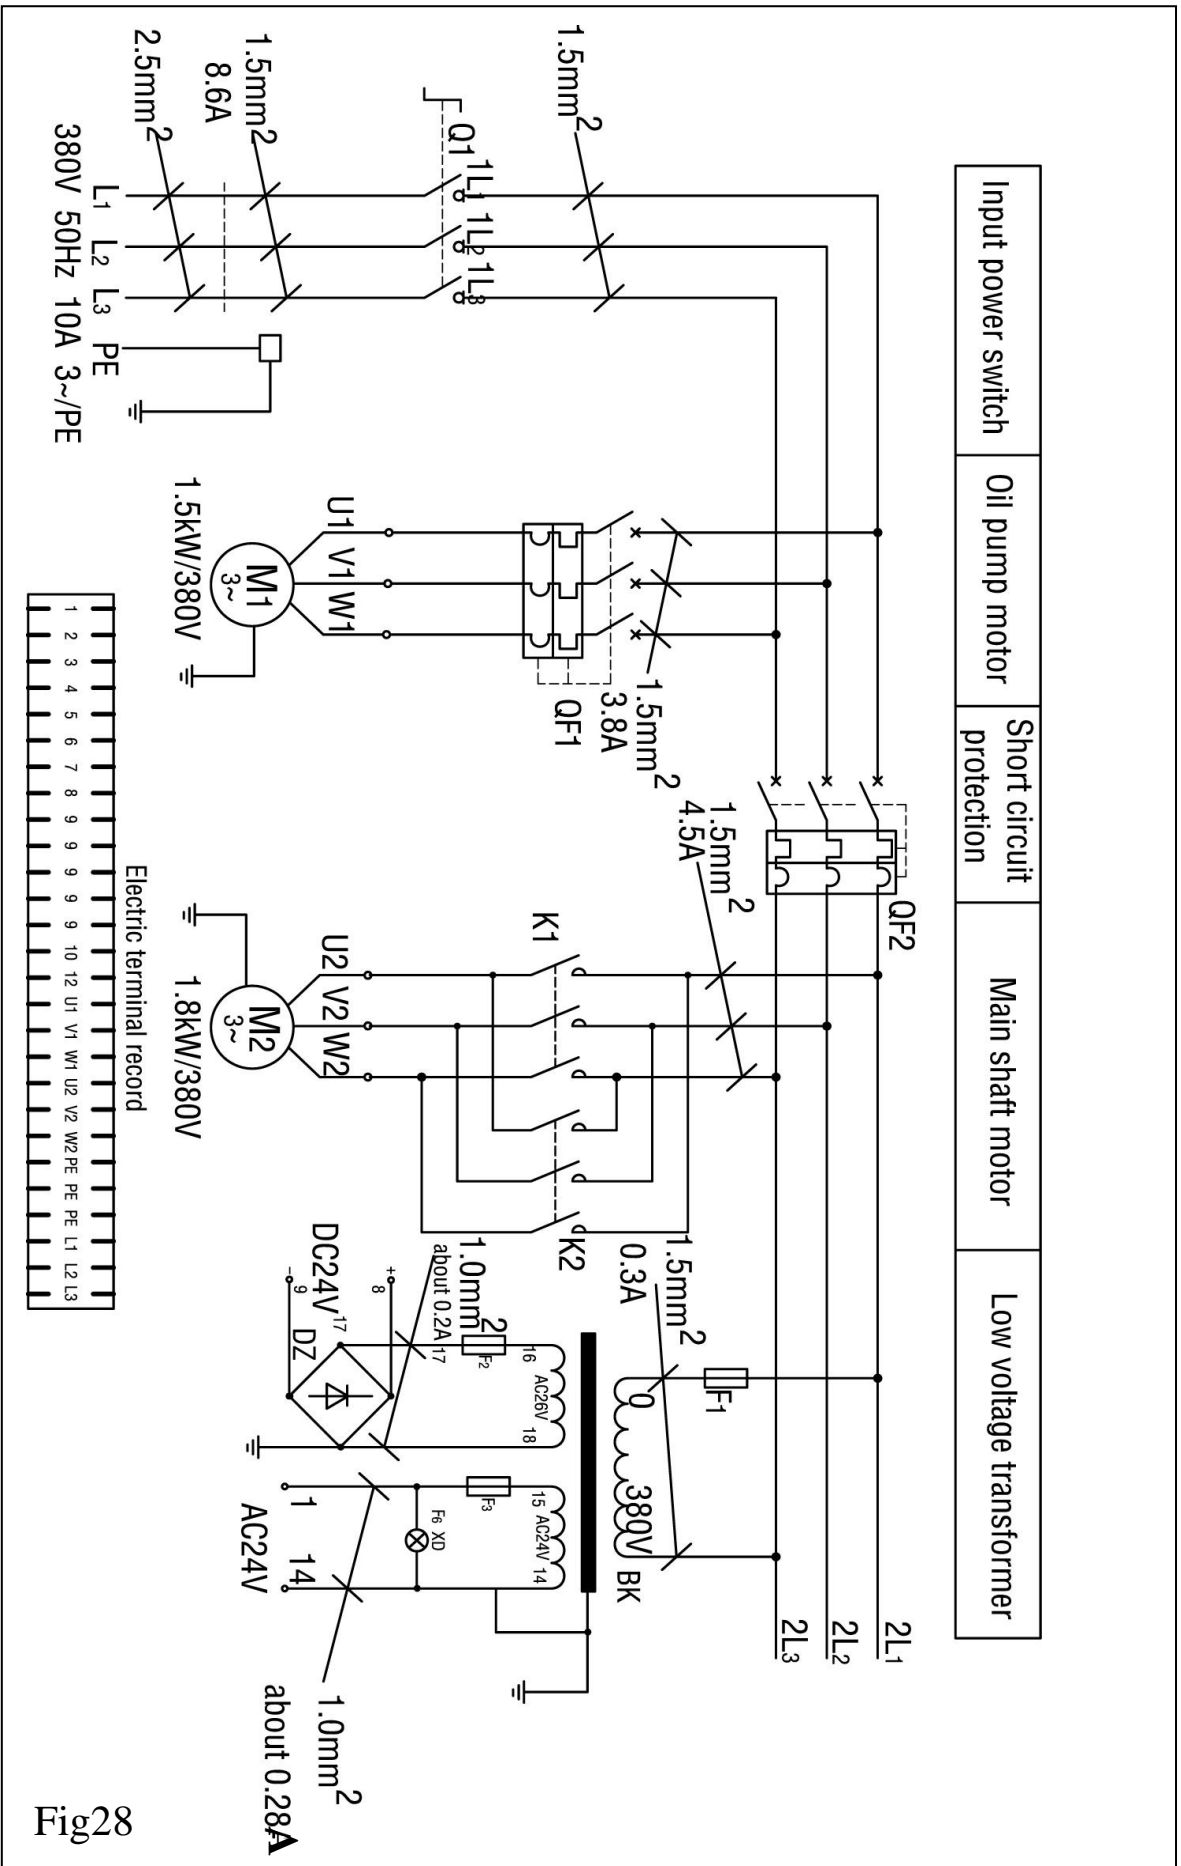 Input power switch
Oil pump motor
Short circuit
protection
Main shaft motor
Low voltage transformer
1.5mm2
Q1
1L1
1L2
1L3
1.5mm2
8.6A
2.5mm2
L1
L2
L3
PE
380V 50Hz 10A 3~/PE
1.5mm2
3.8A
QF1
U1
V1
W1
M1
3~
1.5kW/380V
QF2
1.5mm2
4.5A
K1
K2
U2
V2
W2
M2
3~
1.8kW/380V
2L1
2L2
2L3
F1
1.5mm2
0.3A
0
380V
BK
16
AC26V
18
F2
1.0mm2
about 0.2A
17
17
DC24V
+
8
-
9
DZ
15
AC24V
14
F3
F6 XD
1
14
AC24V
1.0mm2
about 0.28A
Electric terminal record
1 2 3 4 5 6 7 8 9 9 9 9 9 10 12 U1 V1 W1 U2 V2 W2 PE PE PE L1 L2 L3
Fig28